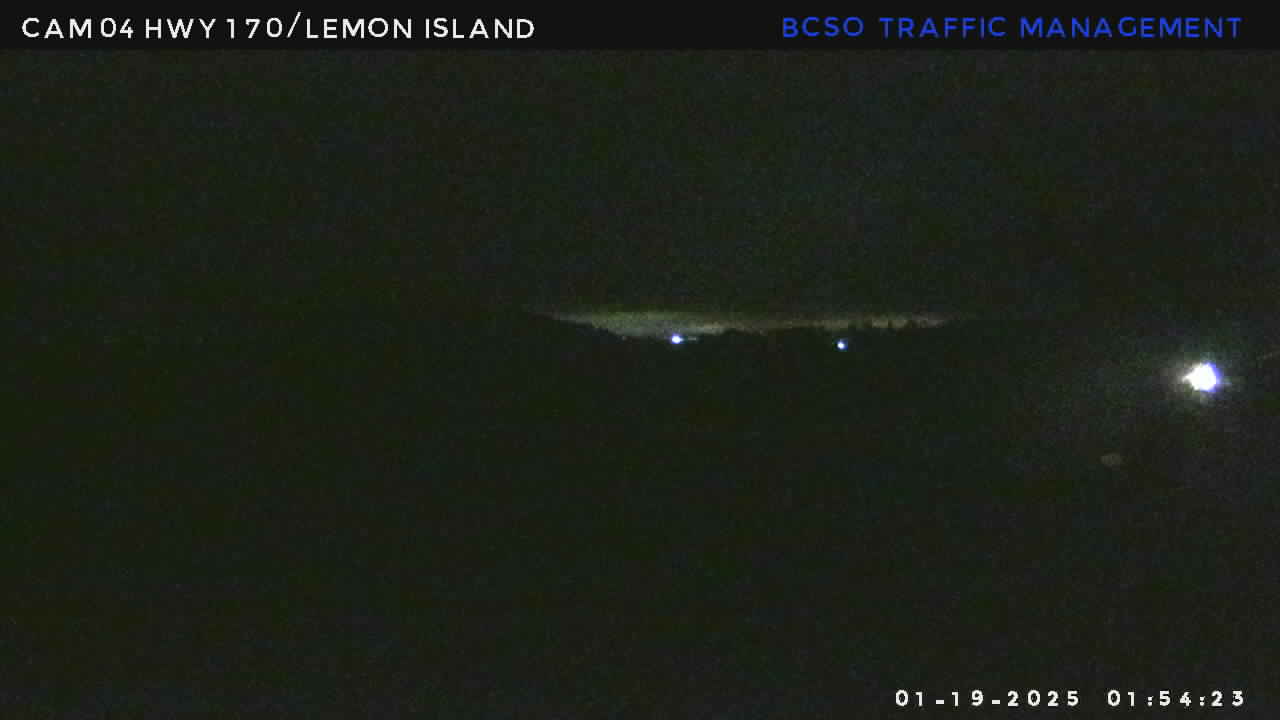 CAM04 HWY 170/LEMON ISLAND
BCSO TRAFFIC MANAGEMENT
01-19-2025 01:54:23